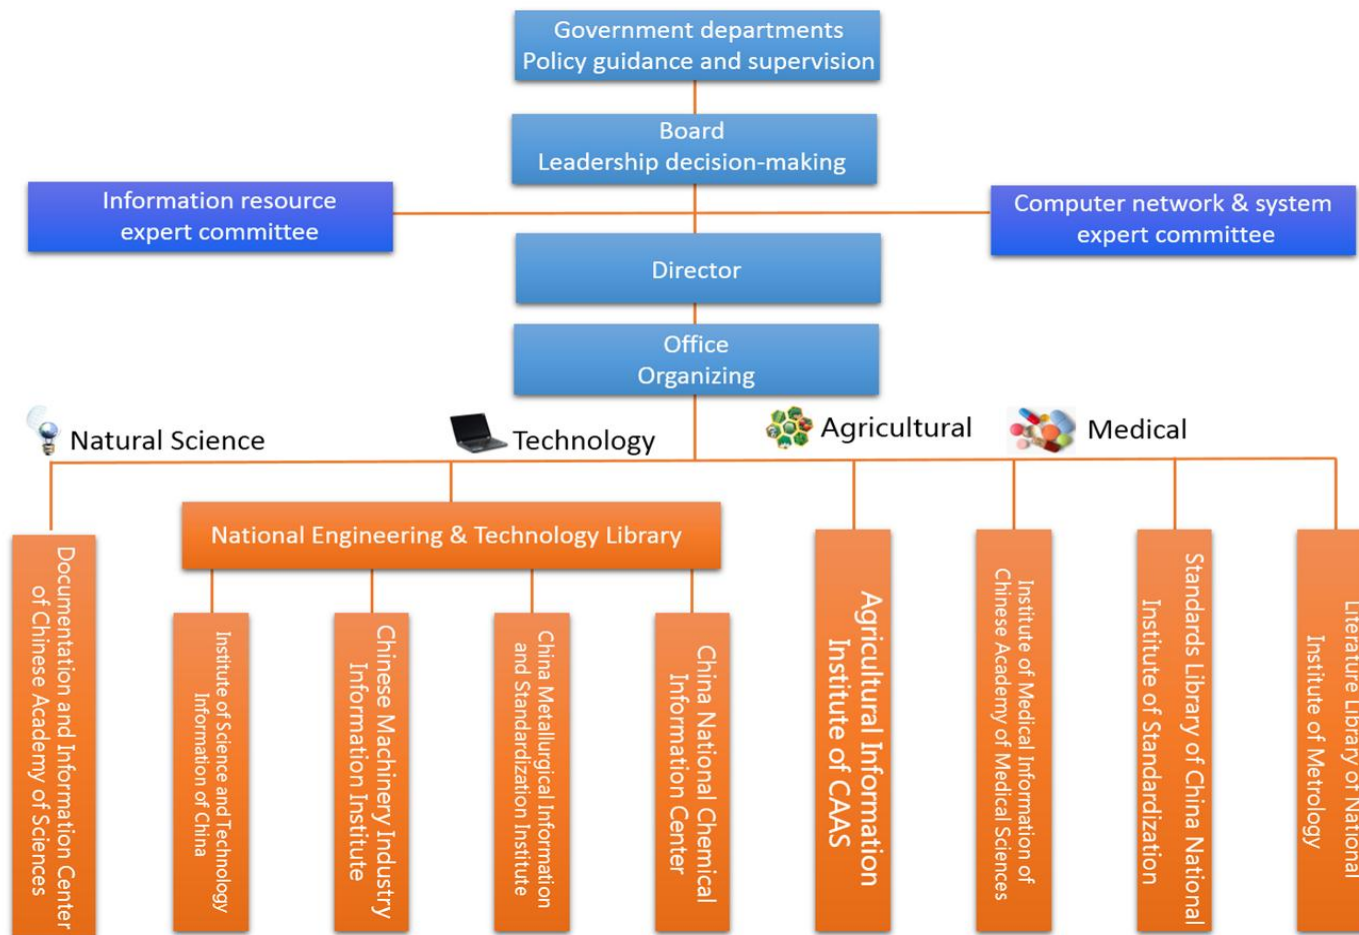 Government departments
Policy guidance and supervision
Board
Leadership decision-making
Information resource
expert committee
Computer network & system
expert committee
Director
Office
Organizing
Natural Science
Technology
Agricultural
Medical
National Engineering & Technology Library
Documentation and Information Center
of Chinese Academy of Sciences
Institute of Science and Technology
Information of China
Chinese Machinery Industry
Information Institute
China Metallurgical Information
and Standardization Institute
China National Chemical
Information Center
Agricultural Information
Institute of CAAS
Institute of Medical Information of
Chinese Academy of Medical Sciences
Standards Library of China National
Institute of Standardization
Literature Library of National
Institute of Metrology